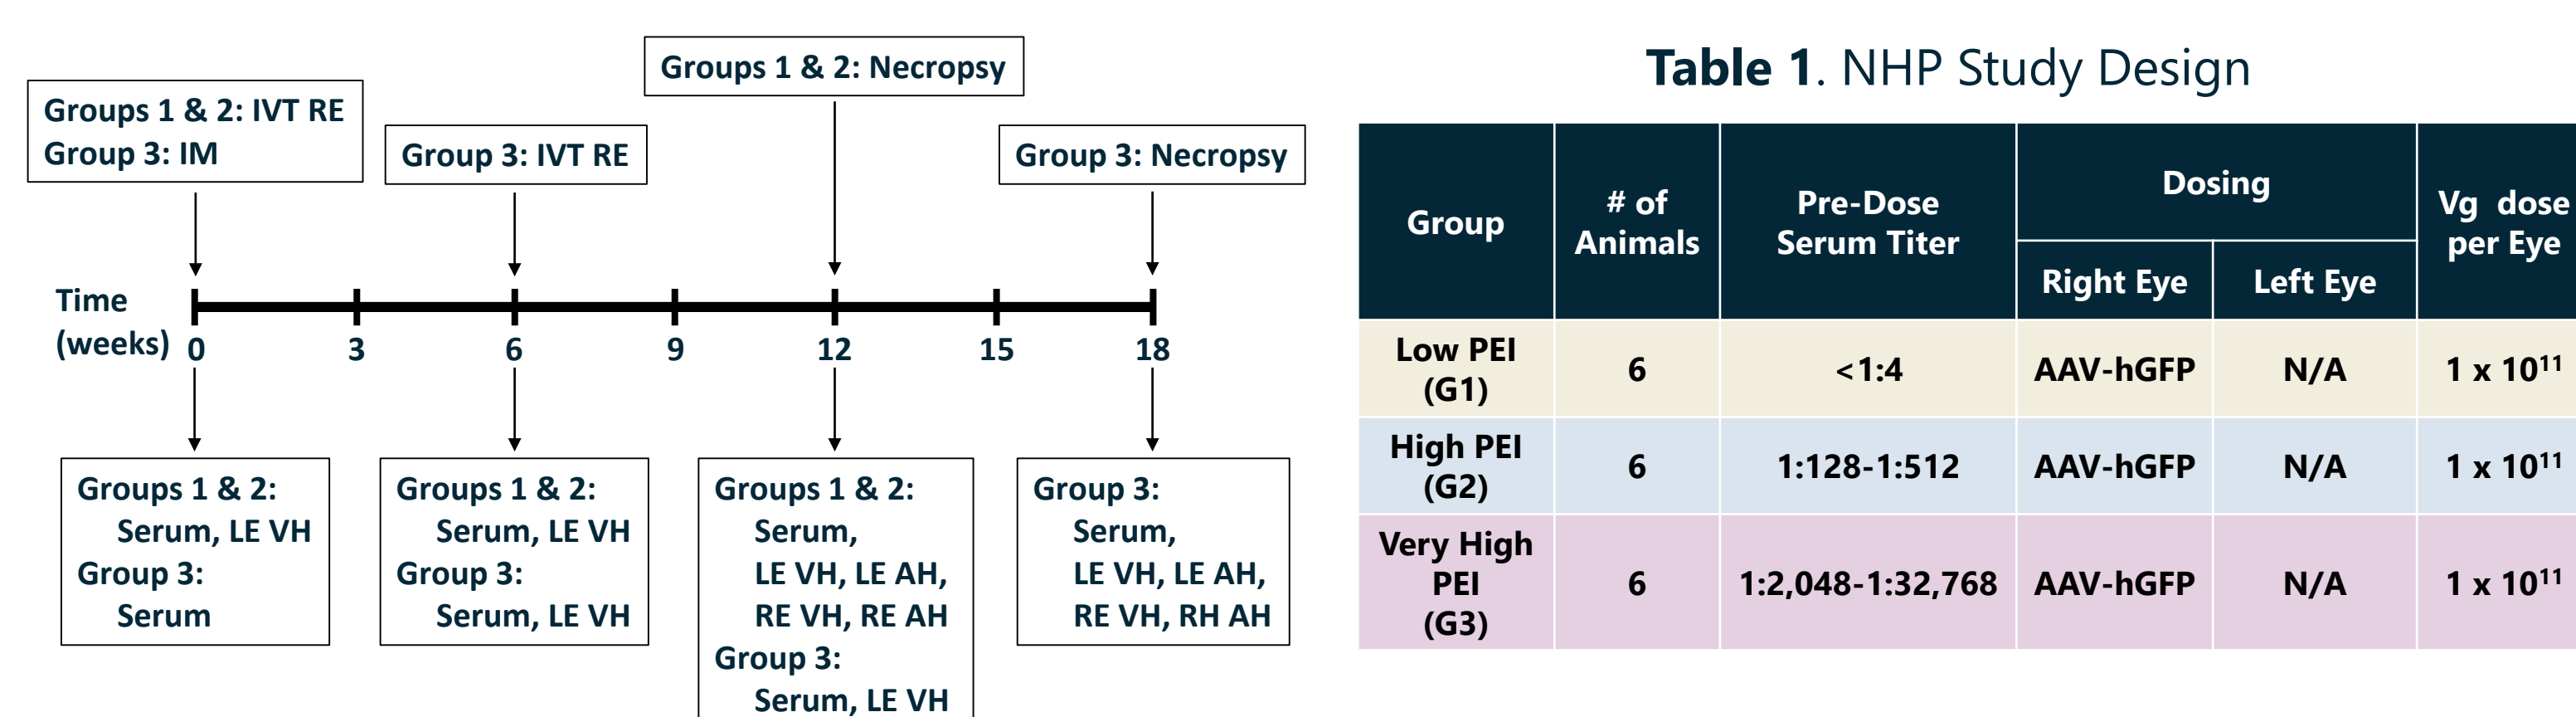 Groups 1 & 2: Necropsy
Groups 1 & 2: IVT RE
Group 3: IM
Group 3: IVT RE
Group 3: Necropsy
Time
(weeks)
0
3
6
9
12
15
18
Groups 1 & 2:
Serum, LE VH
Group 3:
Serum
Groups 1 & 2:
Serum, LE VH
Group 3:
Serum, LE VH
Groups 1 & 2:
Serum,
LE VH, LE AH,
RE VH, RE AH
Group 3:
Serum, LE VH
Group 3:
Serum,
LE VH, LE AH,
RE VH, RH AH
Table 1. NHP Study Design
Group
# of
Animals
Pre-Dose
Serum Titer
Dosing
Right Eye
Left Eye
Vg dose
per Eye
Low PEI
(G1)
6
<1:4
AAV-hGFP
N/A
1 x 10¹¹
High PEI
(G2)
6
1:128-1:512
AAV-hGFP
N/A
1 x 10¹¹
Very High
PEI
(G3)
6
1:2,048-1:32,768
AAV-hGFP
N/A
1 x 10¹¹